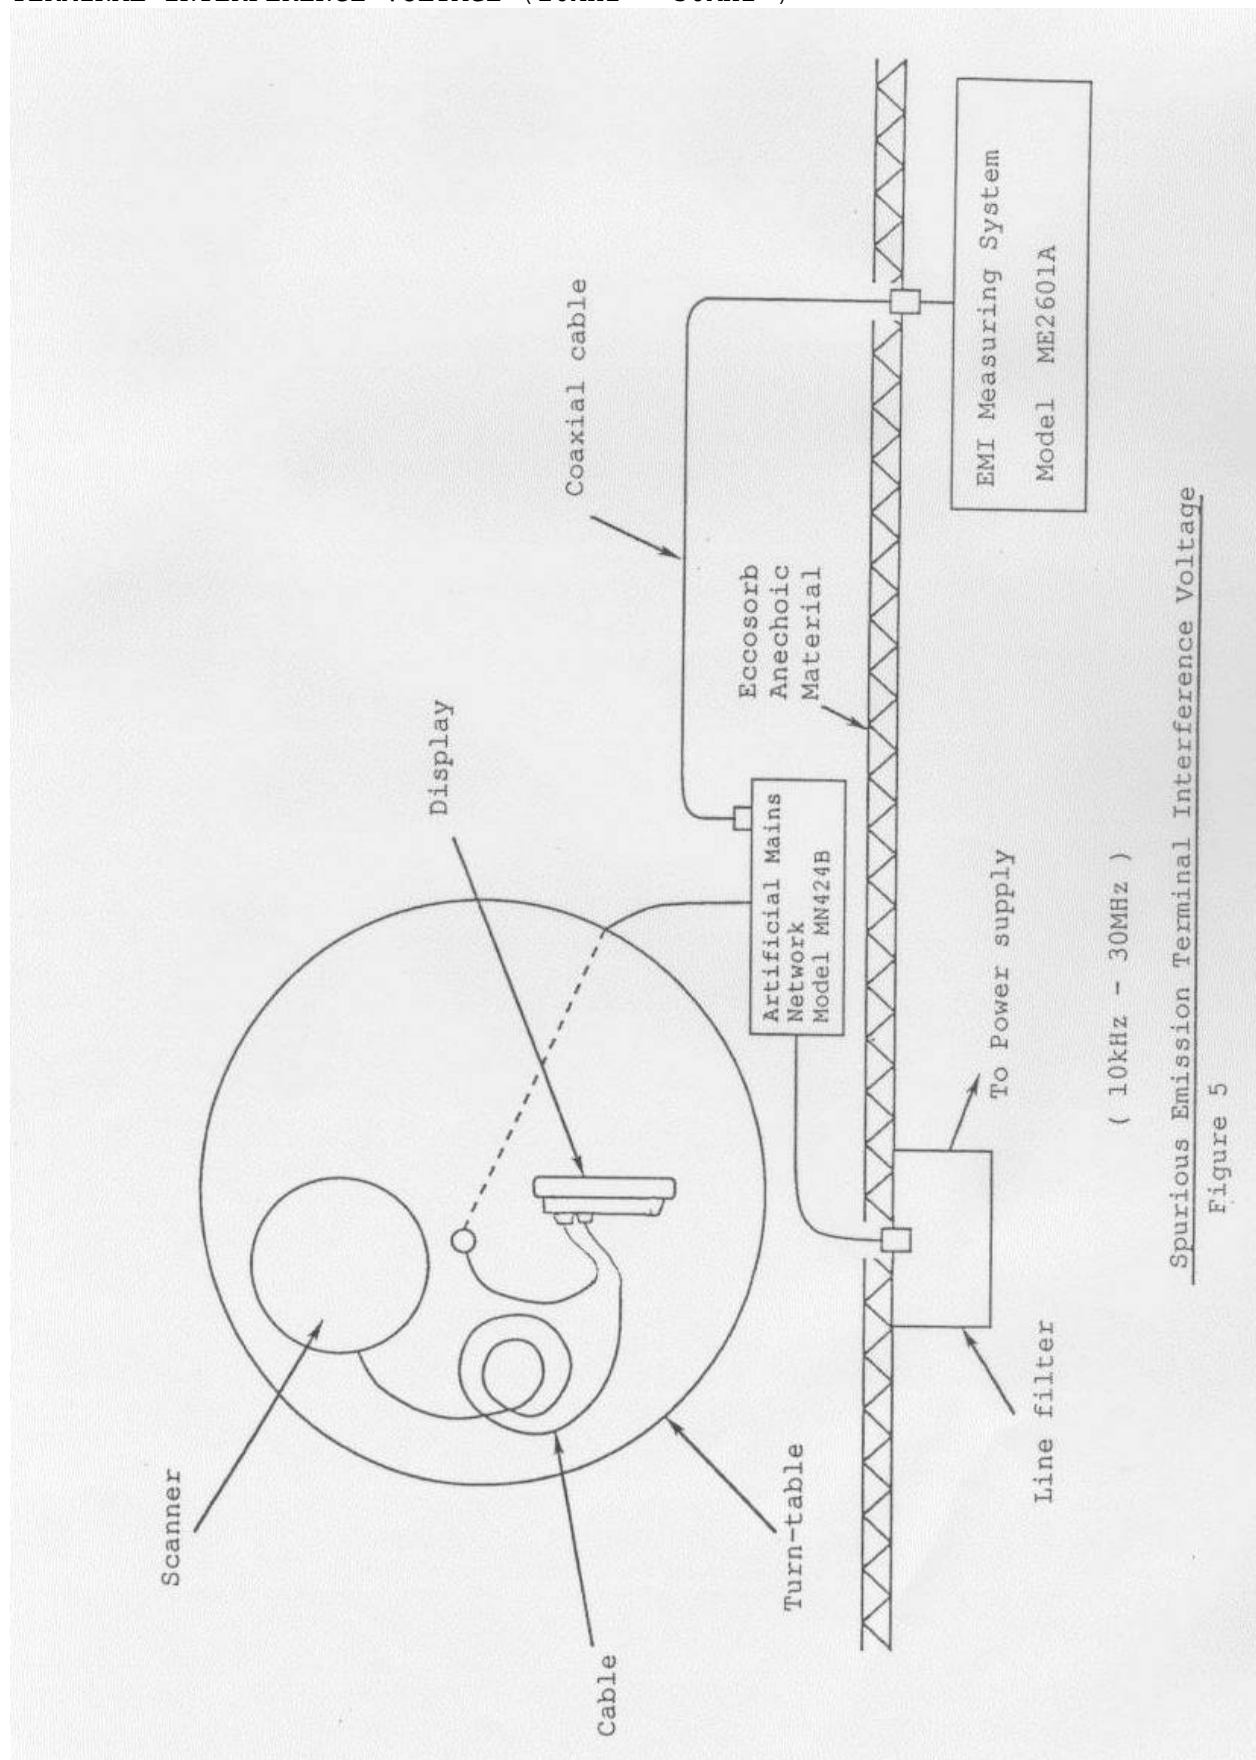 Scanner
Cable
Turn-table
Display
Coaxial cable
Eccosorb
Anechoic
Material
Artificial Mains
Network
Model MN424B
Line filter
To Power supply
EMI Measuring System
Model ME2601A
( 10kHz - 30MHz )
Spurious Emission Terminal Interference Voltage
Figure 5